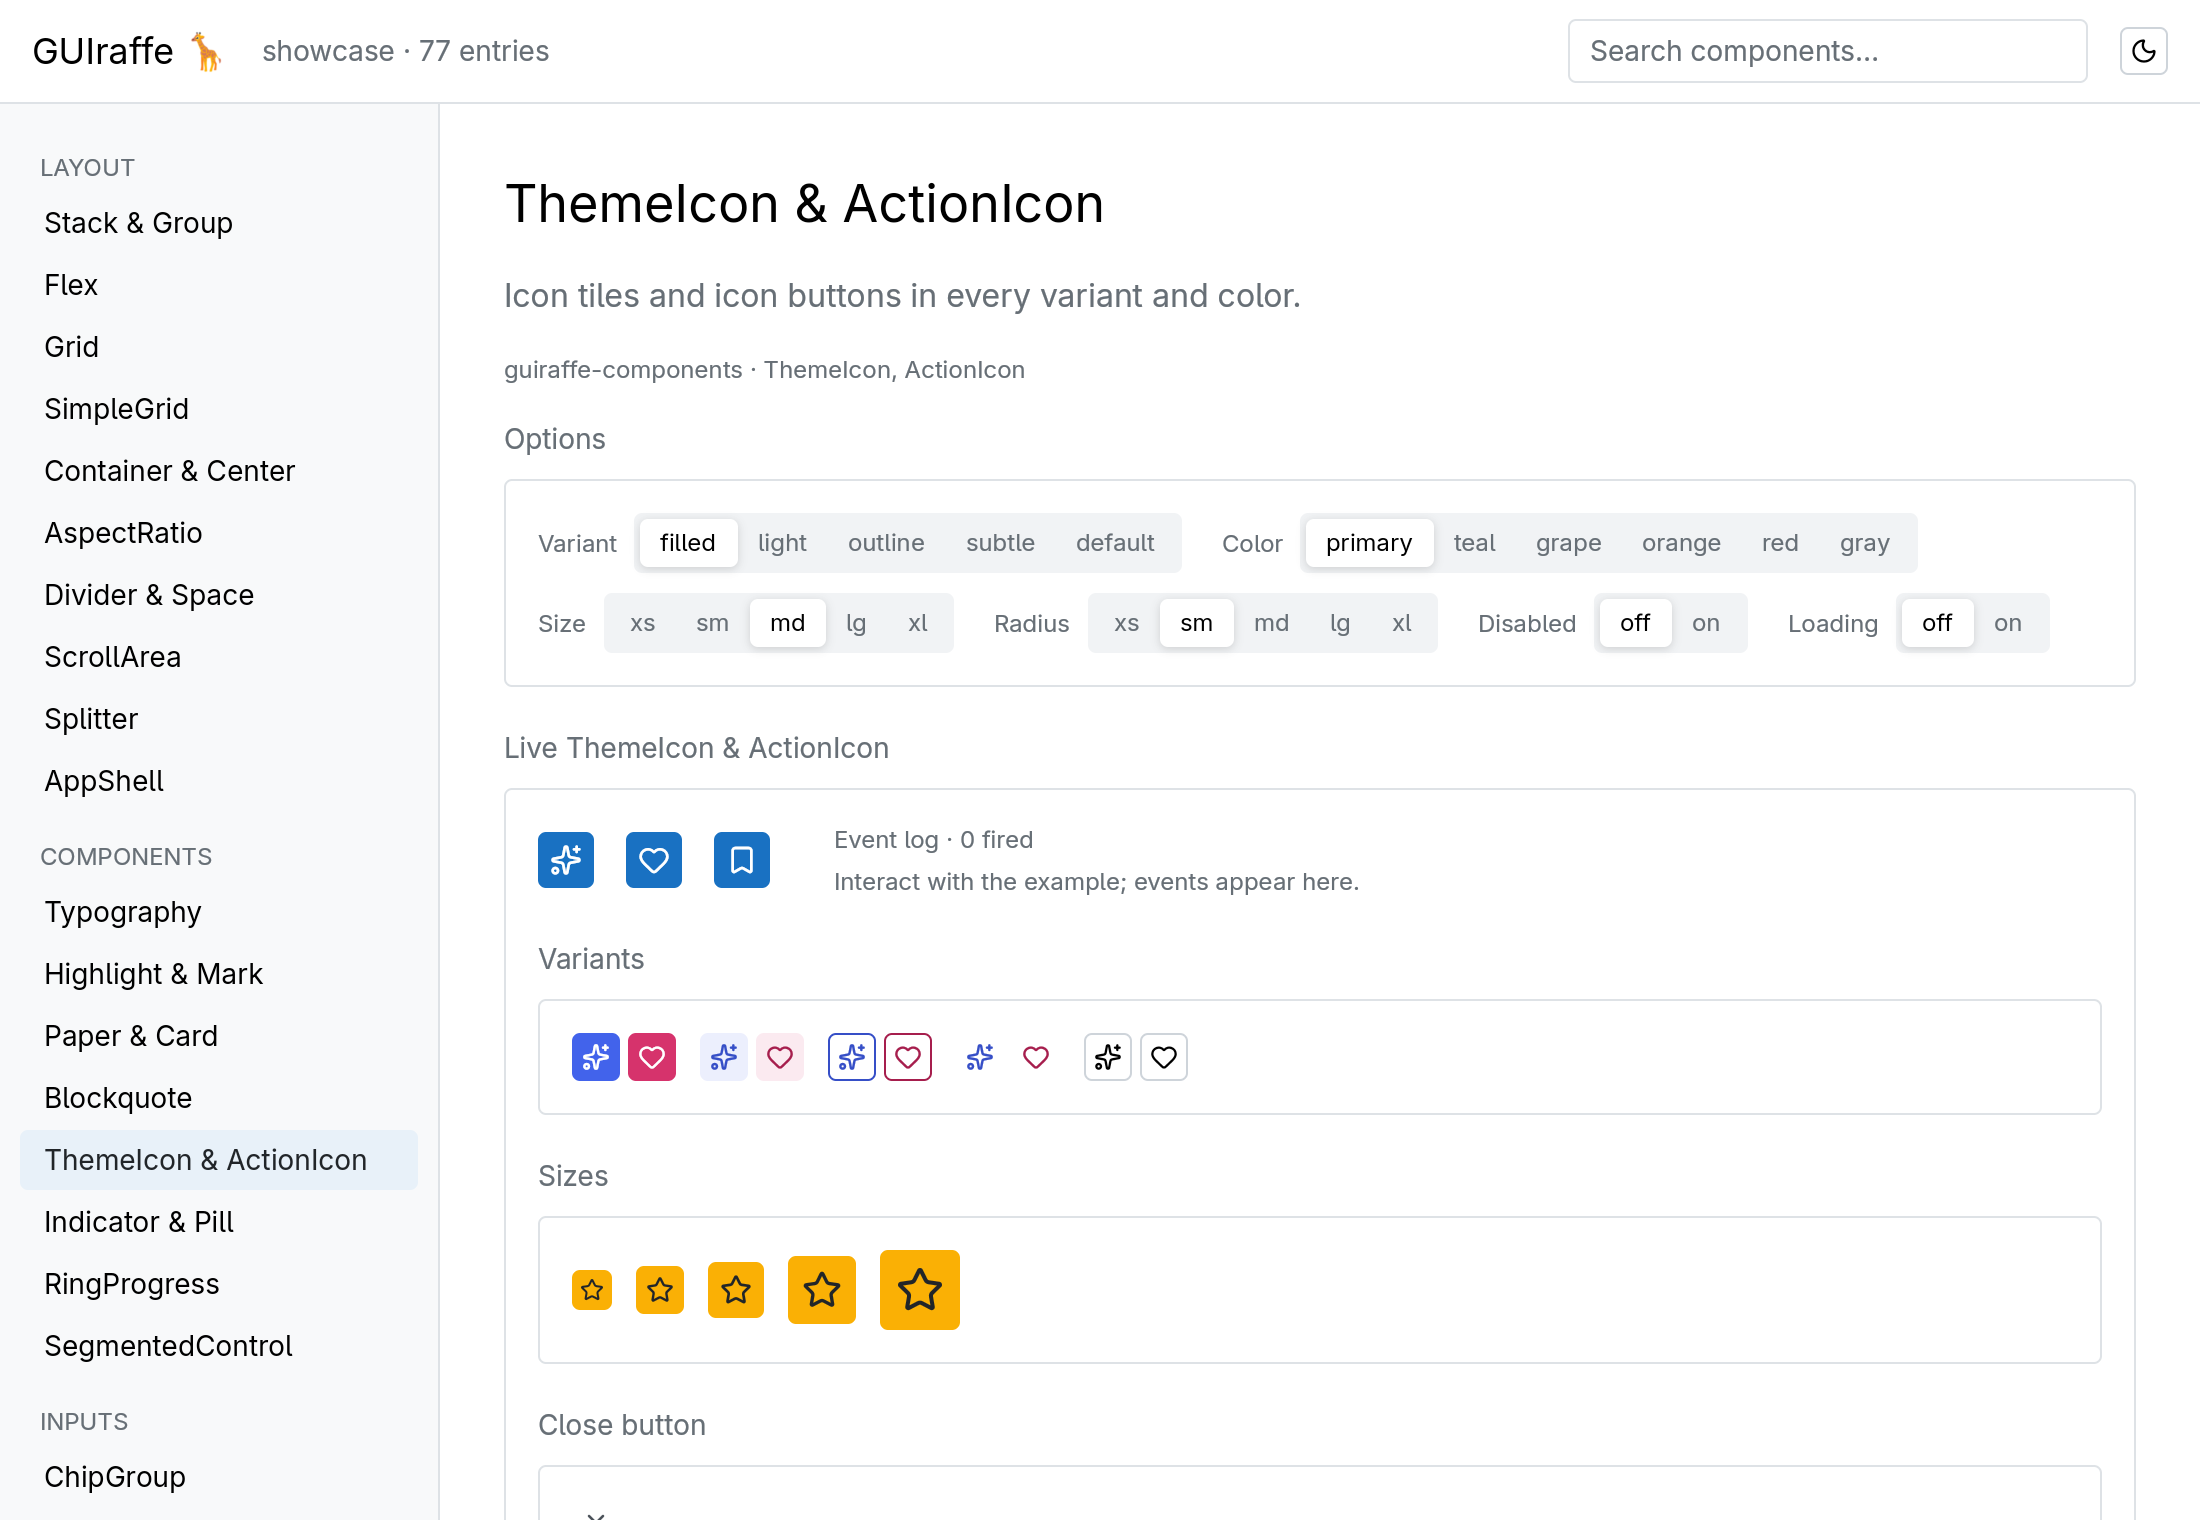 GUIraffe 🦒 showcase · 77 entries Search components...
LAYOUT
Stack & Group
Flex
Grid
SimpleGrid
Container & Center
AspectRatio
Divider & Space
ScrollArea
Splitter
AppShell
COMPONENTS
Typography
Highlight & Mark
Paper & Card
Blockquote
ThemeIcon & ActionIcon
Indicator & Pill
RingProgress
SegmentedControl
INPUTS
ChipGroup
ThemeIcon & ActionIcon
Icon tiles and icon buttons in every variant and color.
guiraffe-components · ThemeIcon, ActionIcon
Options
Variant filled light outline subtle default Color primary teal grape orange red gray
Size xs sm md lg xl Radius xs sm md lg xl Disabled off on Loading off on
Live ThemeIcon & ActionIcon
Event log · 0 fired
Interact with the example; events appear here.
Variants
Sizes
Close button